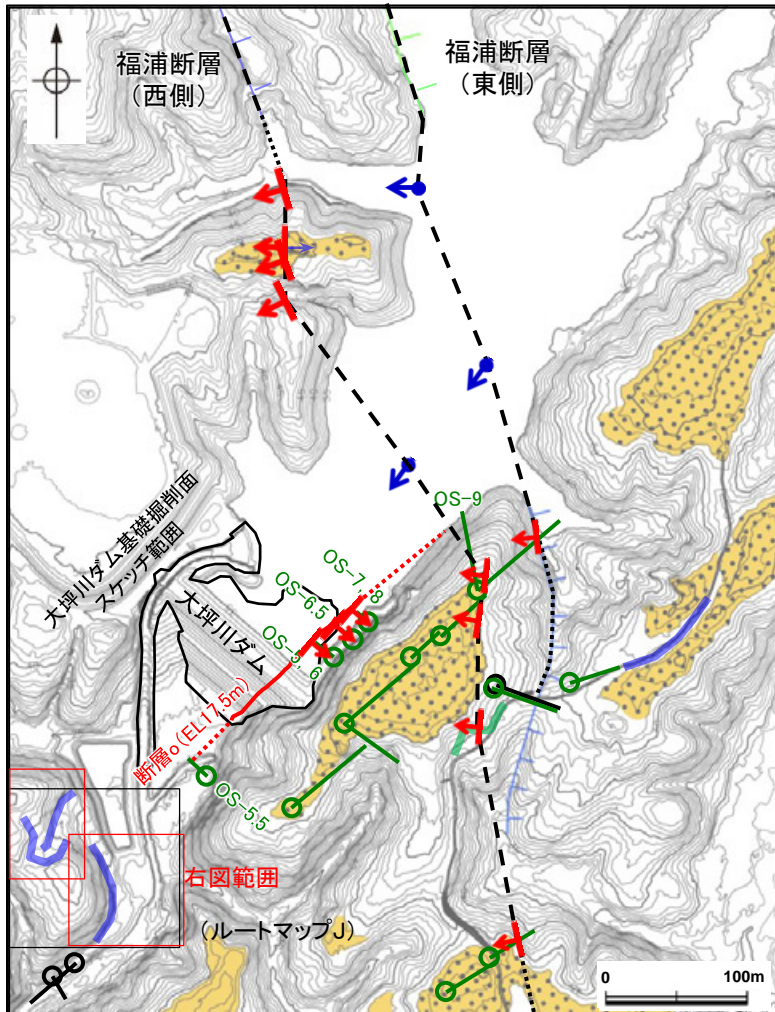 福浦断層
（西側）
福浦断層
（東側）
OS-9
大坪川ダム基礎掘削面
スケッチ範囲
OS-7, 8
OS-6.5
OS-5, 6
大坪川ダム
断層o(EL17.5m)
OS-5.5
右図範囲
(ルートマップJ)
0 100m